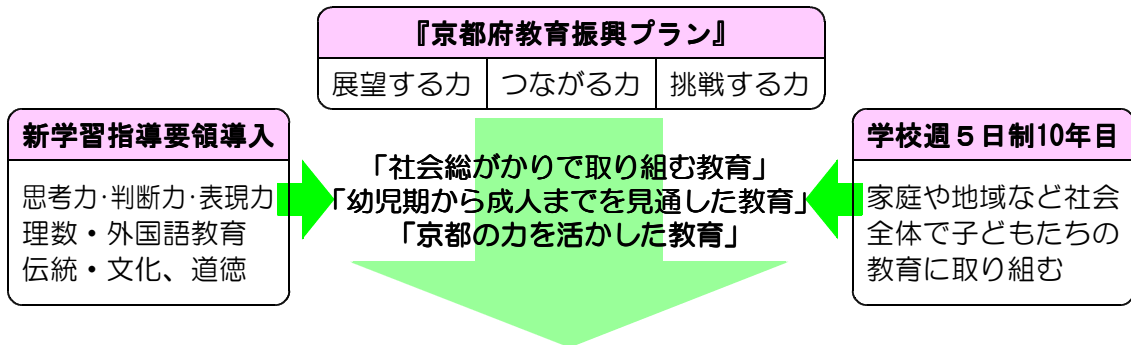 『京都府教育振興プラン』
展望する力
つながる力
挑戦する力
新学習指導要領導入
思考力･判断力･表現力
理数・外国語教育
伝統・文化、道徳
「社会総がかりで取り組む教育」
「幼児期から成人までを見通した教育」
「京都の力を活かした教育」
学校週５日制10年目
家庭や地域など社会
全体で子どもたちの
教育に取り組む